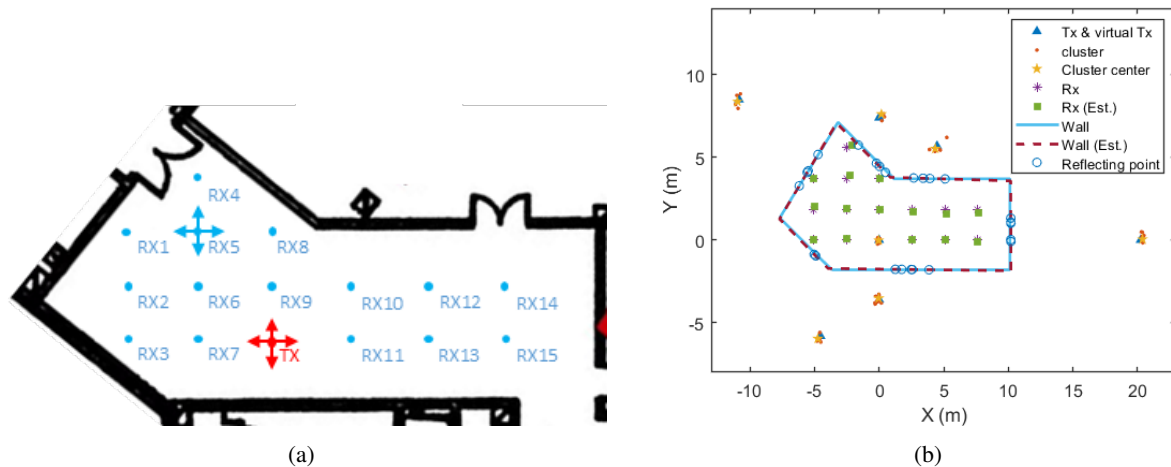 RX4
RX1
RX5
RX8
RX2
RX6
RX9
RX10
RX12
RX14
RX3
RX7
TX
RX11
RX13
RX15
(a)
Tx & virtual Tx
cluster
Cluster center
Rx
Rx (Est.)
Wall
Wall (Est.)
Reflecting point
10
5
0
-5
Y (m)
-10
-5
0
5
10
15
20
X (m)
(b)